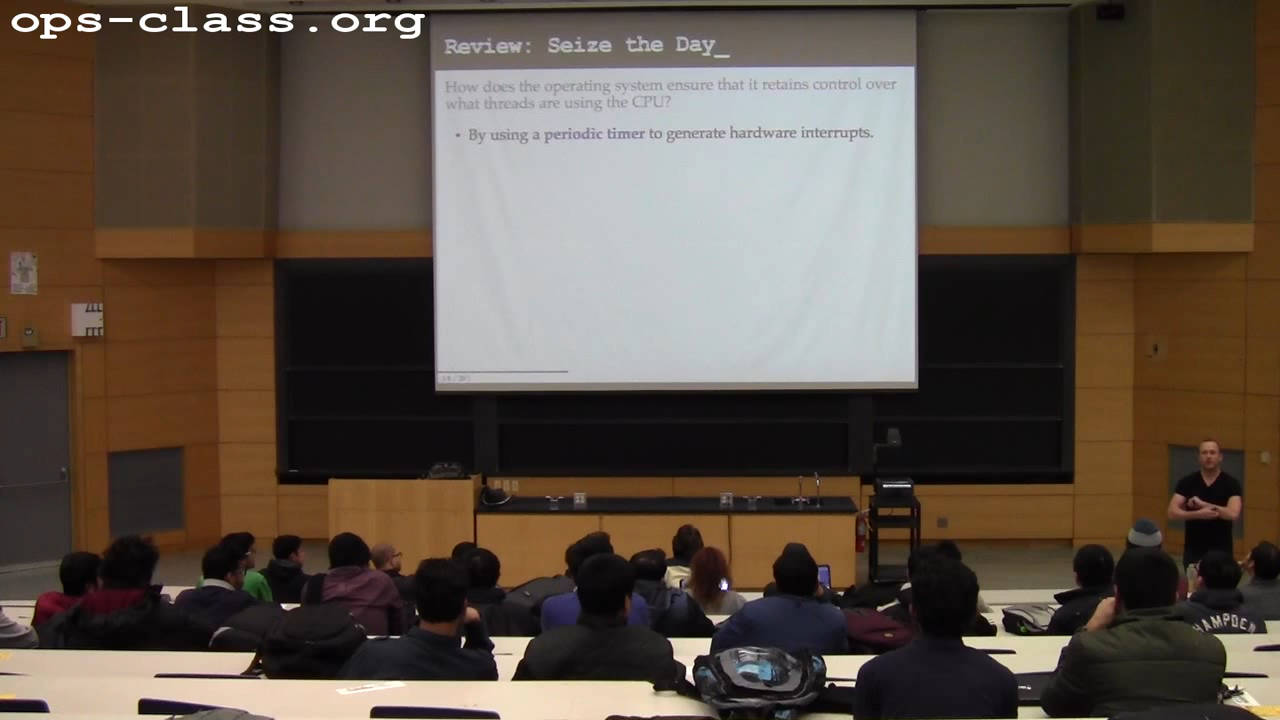 ops-class.org
Review: Seize the Day_
How does the operating system ensure that it retains control over
what threads are using the CPU?
• By using a periodic timer to generate hardware interrupts.
HAMPDEN